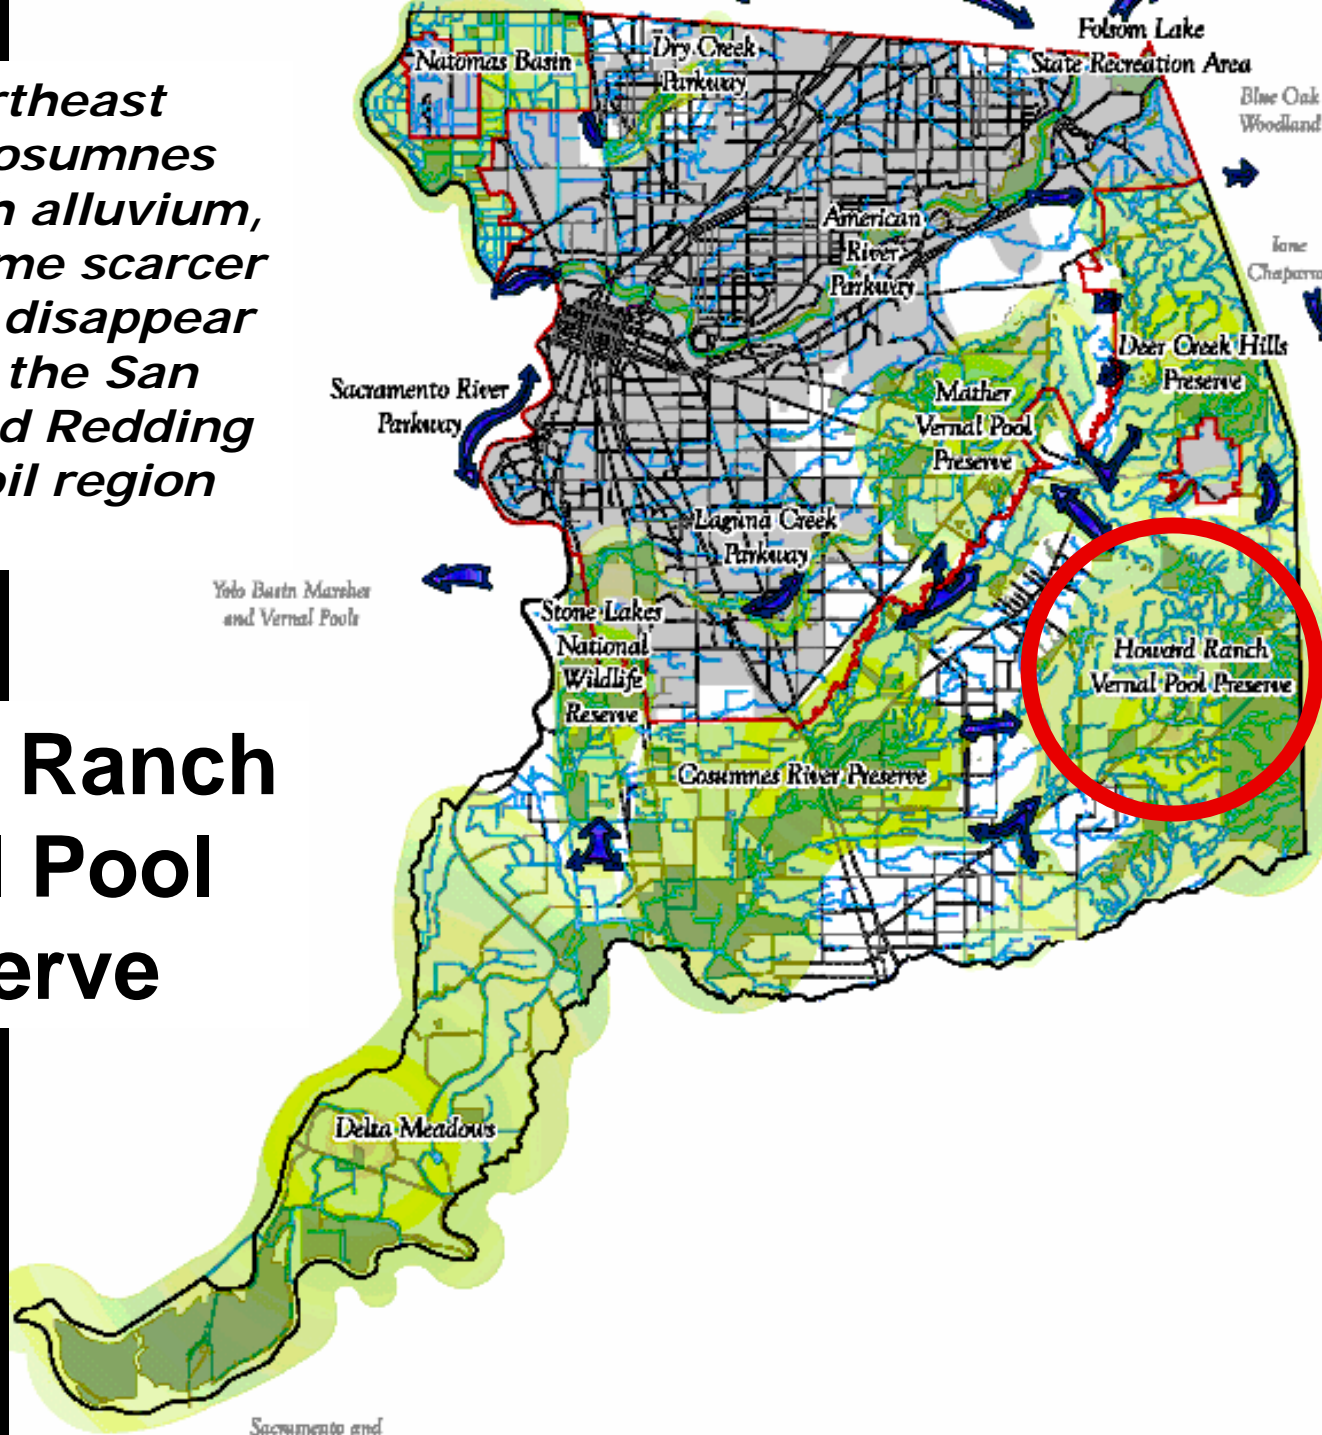 rtheast
osumnes
n alluvium,
me scarcer
disappear
the San
d Redding
oil region
Ranch
l Pool
erve
Natomas Basin
Dry Creek
Parkway
Folsom Lake
State Recreation Area
Blue Oak
Woodland
American
River
Parkway
Ione
Chaparra
Deer Creek Hills
Preserve
Sacramento River
Parkway
Mather
Vernal Pool
Preserve
Laguna Creek
Parkway
Yolo Basin Marshes
and Vernal Pools
Stone Lakes
National
Wildlife
Reserve
Howard Ranch
Vernal Pool Preserve
Cosumnes River Preserve
Delta Meadows
Sacramento and